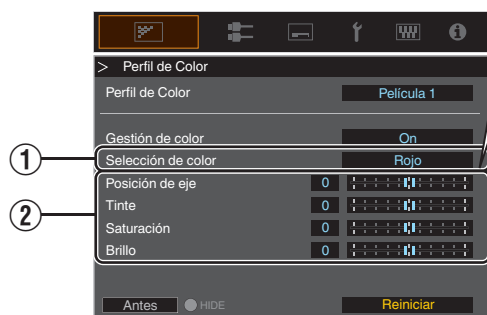 > Perfil de Color
Perfil de Color Película 1
Gestión de color On
1 Selección de color Rojo
2 Posición de eje 0
Tinte 0
Saturación 0
Brillo 0
Antes HIDE Reiniciar